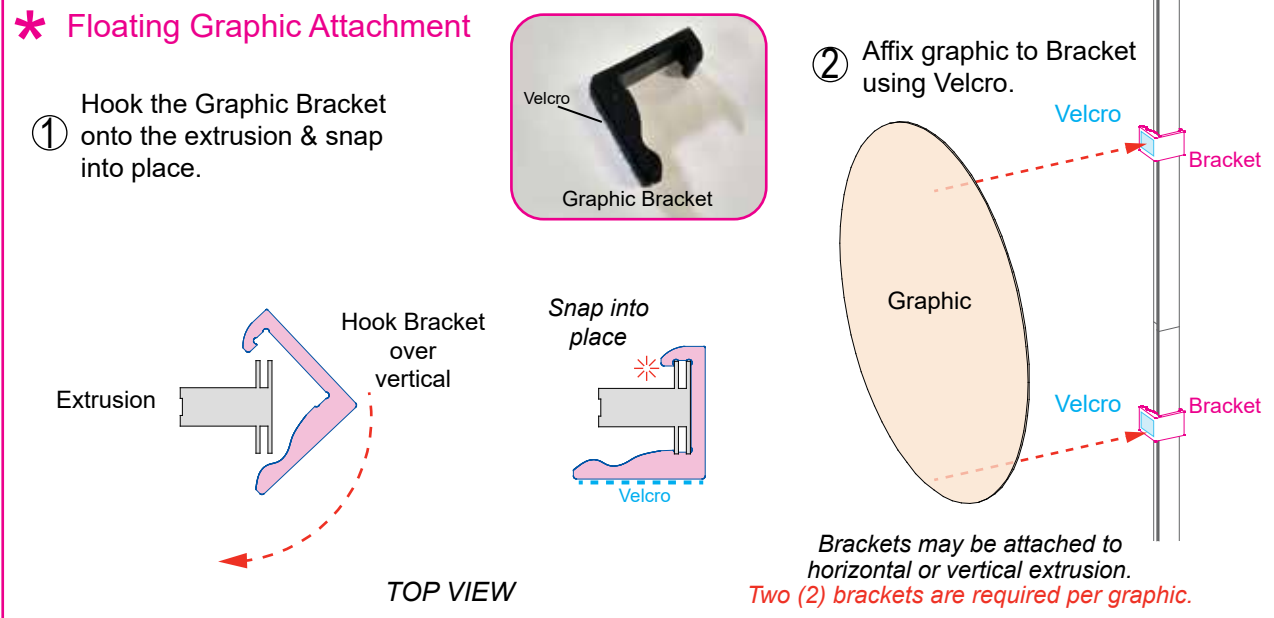 * Floating Graphic Attachment
1 Hook the Graphic Bracket
onto the extrusion & snap
into place.
Velcro
Graphic Bracket
2 Affix graphic to Bracket
using Velcro.
Velcro
Bracket
Graphic
Velcro
Bracket
Extrusion
Hook Bracket
over
vertical
Snap into
place
Velcro
TOP VIEW
Brackets may be attached to
horizontal or vertical extrusion.
Two (2) brackets are required per graphic.